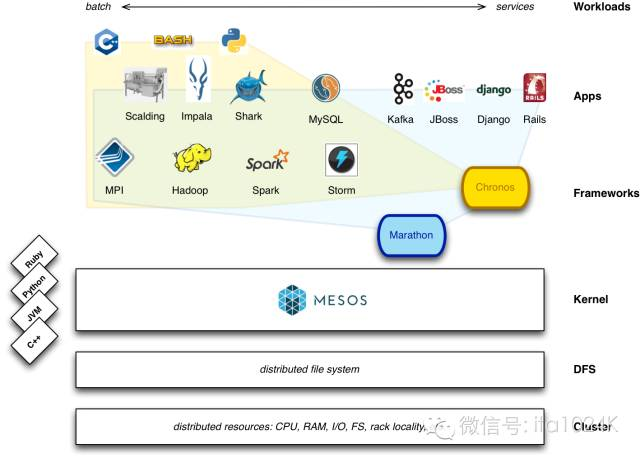 batch
services
Workloads
BASH
Apps
Scalding
Impala
Shark
MySQL
Kafka
JBoss
JBoss
django
Django
RAILS
Rails
MPI
Hadoop
Spark
Spark
Storm
Chronos
Frameworks
Marathon
Ruby
Python
JVM
C++
MESOS
Kernel
distributed file system
DFS
distributed resources: CPU, RAM, I/O, FS, rack locality,
Cluster
微信号: